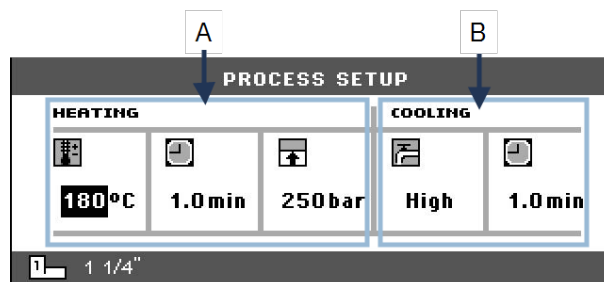 A B
PROCESS SETUP
HEATING COOLING
180°C 1.0min 250bar High 1.0min
1 1 1/4"